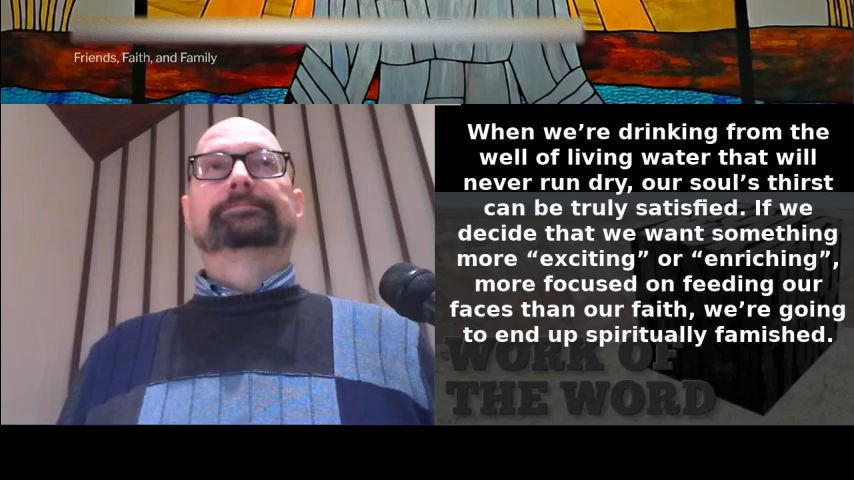 Friends, Faith, and Family
When we’re drinking from the
well of living water that will
never run dry, our soul’s thirst
can be truly satisfied. If we
decide that we want something
more “exciting” or “enriching”,
more focused on feeding our
faces than our faith, we’re going
to end up spiritually famished.
WORK OF
THE WORD